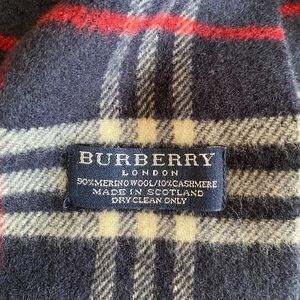 BURBERRY
LONDON
90%MERINO WOOL/10%CASHMERE
MADE IN SCOTLAND
DRY CLEAN ONLY